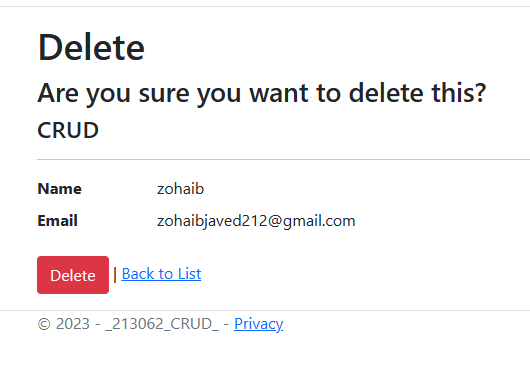 Delete
Are you sure you want to delete this?
CRUD
Name zohaib
Email zohaibjaved212@gmail.com
Delete | Back to List
© 2023 - _213062_CRUD_ - Privacy